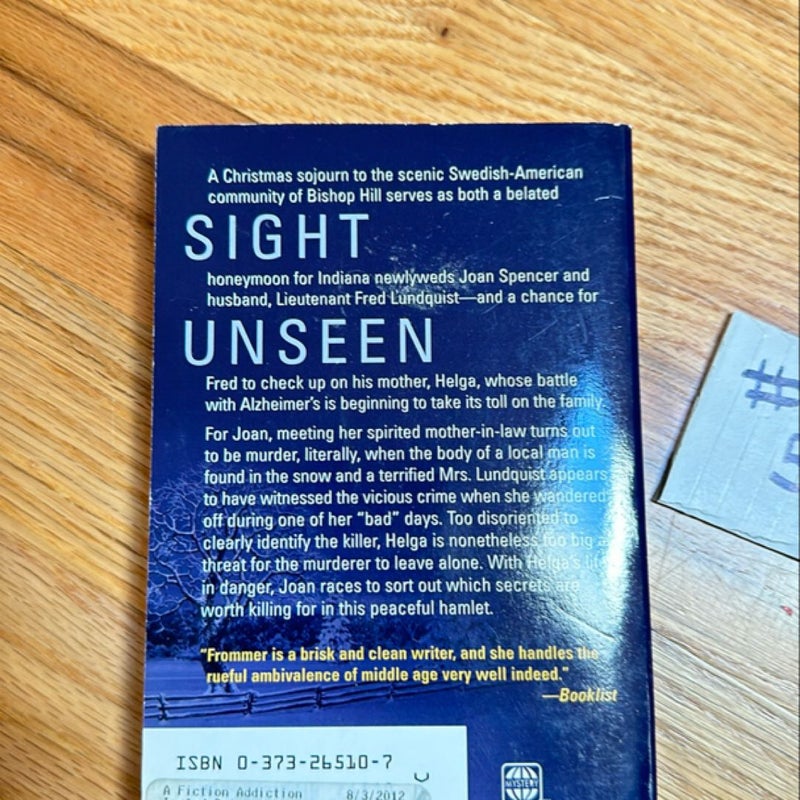 A Christmas sojourn to the scenic Swedish-American
community of Bishop Hill serves as both a belated
SIGHT
honeymoon for Indiana newlyweds Joan Spencer and
husband, Lieutenant Fred Lundquist—and a chance for
UNSEEN
Fred to check up on his mother, Helga, whose battle
with Alzheimer's is beginning to take its toll on the family.
For Joan, meeting her spirited mother-in-law turns out
to be murder, literally, when the body of a local man is
found in the snow and a terrified Mrs. Lundquist appears
to have witnessed the vicious crime when she wandered
off during one of her "bad" days. Too disoriented to
clearly identify the killer, Helga is nonetheless too big a
threat for the murderer to leave alone. With Helga's life
in danger, Joan races to sort out which secrets are
worth killing for in this peaceful hamlet.
"Frommer is a brisk and clean writer, and she handles the
rueful ambivalence of middle age very well indeed."
—Booklist
ISBN 0-373-26510-7
A Fiction Addiction 8/3/2012
MYSTERY
#